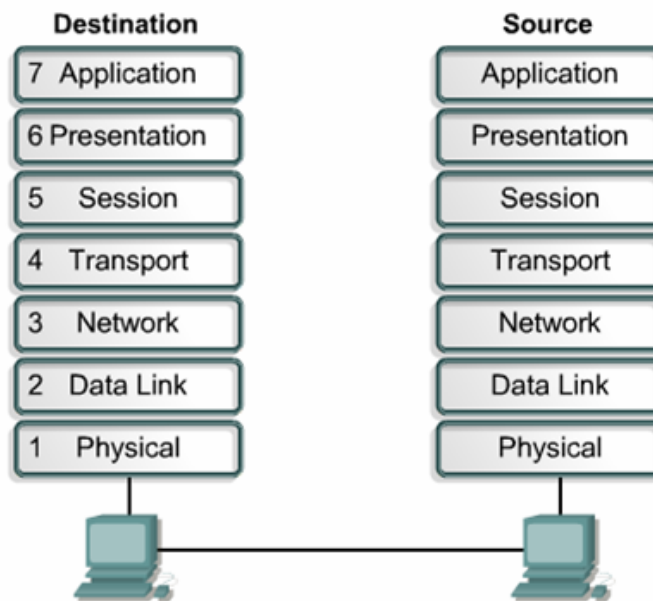 Destination
7 Application
6 Presentation
5 Session
4 Transport
3 Network
2 Data Link
1 Physical
Source
Application
Presentation
Session
Transport
Network
Data Link
Physical